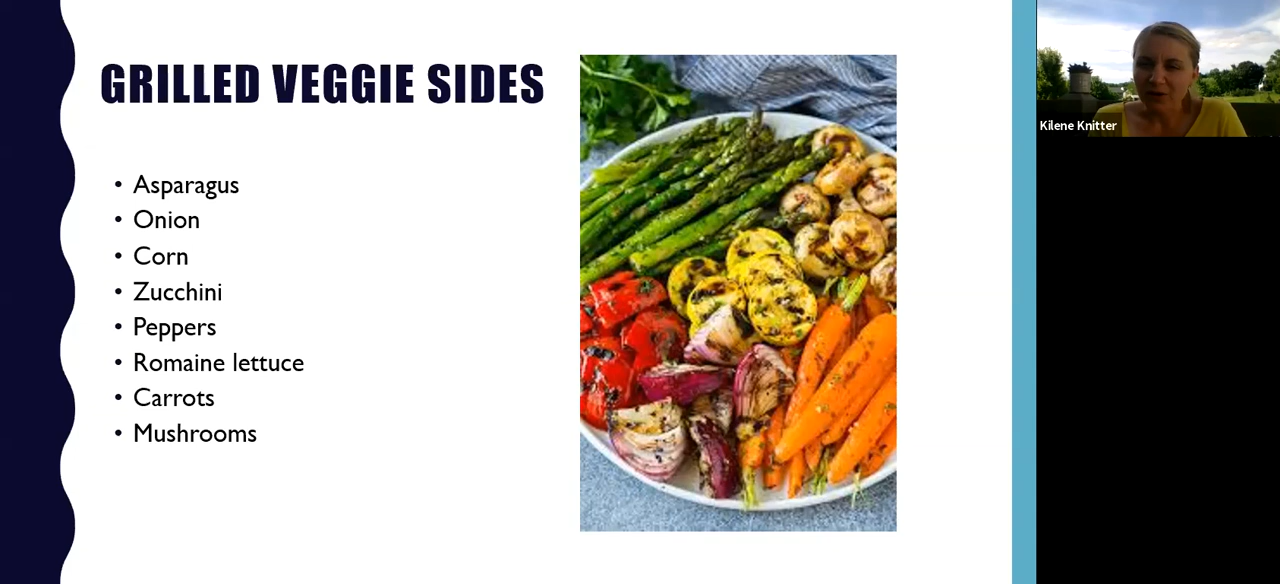 GRILLED VEGGIE SIDES
• Asparagus
• Onion
• Corn
• Zucchini
• Peppers
• Romaine lettuce
• Carrots
• Mushrooms
Kilene Knitter